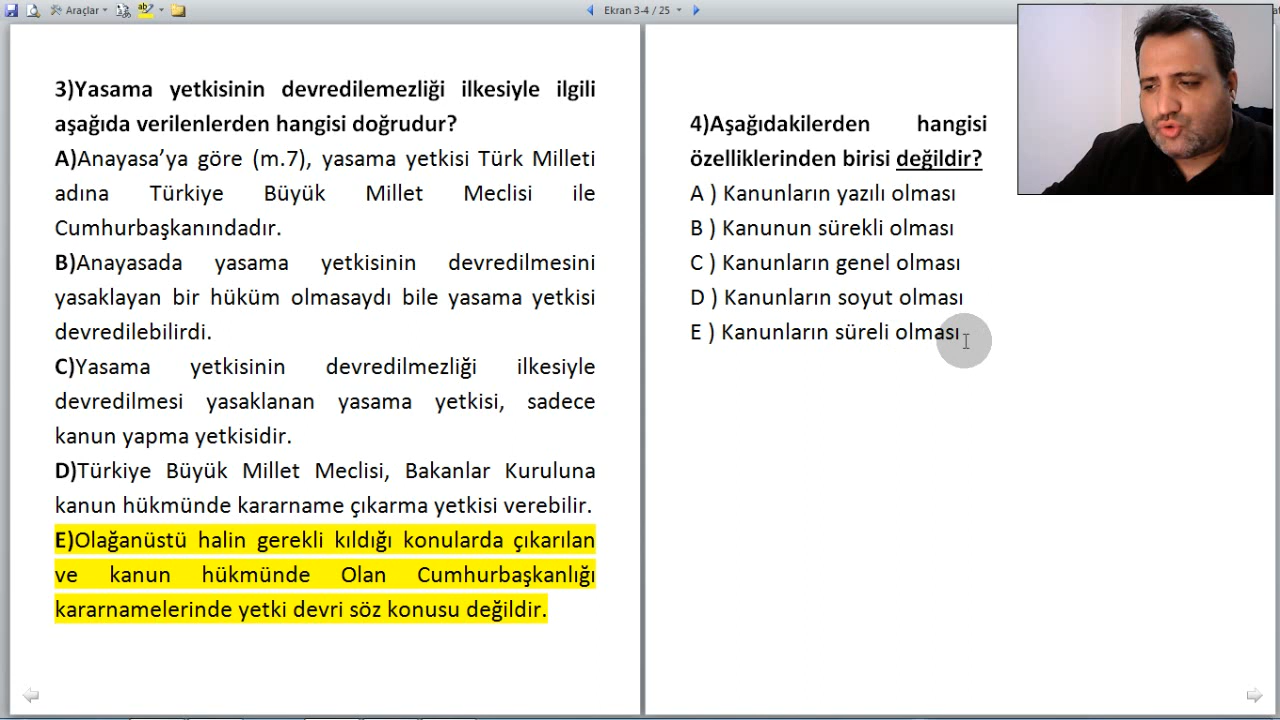 Araçlar
Ekran 3-4 / 25
3)Yasama yetkisinin devredilemezliği ilkesiyle ilgili
aşağıda verilenlerden hangisi doğrudur?
A)Anayasa’ya göre (m.7), yasama yetkisi Türk Milleti
adına Türkiye Büyük Millet Meclisi ile
Cumhurbaşkanındadır.
B)Anayasada yasama yetkisinin devredilmesini
yasaklayan bir hüküm olmasaydı bile yasama yetkisi
devredilebilirdi.
C)Yasama yetkisinin devredilmezliği ilkesiyle
devredilmesi yasaklanan yasama yetkisi, sadece
kanun yapma yetkisidir.
D)Türkiye Büyük Millet Meclisi, Bakanlar Kuruluna
kanun hükmünde kararname çıkarma yetkisi verebilir.
E)Olağanüstü halin gerekli kıldığı konularda çıkarılan
ve kanun hükmünde Olan Cumhurbaşkanlığı
kararnamelerinde yetki devri söz konusu değildir.
4)Aşağıdakilerden hangisi
özelliklerinden birisi değildir?
A ) Kanunların yazılı olması
B ) Kanunun sürekli olması
C ) Kanunların genel olması
D ) Kanunların soyut olması
E ) Kanunların süreli olması